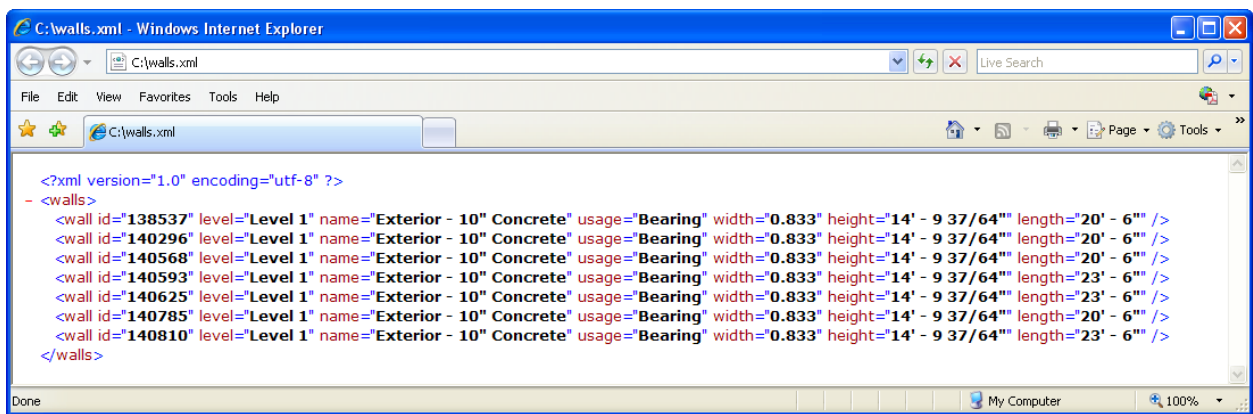 C:\walls.xml - Windows Internet Explorer
C:\walls.xml Live Search
File Edit View Favorites Tools Help
C:\walls.xml Page Tools »
<?xml version="1.0" encoding="utf-8" ?>
- <walls>
<wall id="138537" level="Level 1" name="Exterior - 10" Concrete" usage="Bearing" width="0.833" height="14' - 9 37/64"" length="20' - 6"" />
<wall id="140296" level="Level 1" name="Exterior - 10" Concrete" usage="Bearing" width="0.833" height="14' - 9 37/64"" length="20' - 6"" />
<wall id="140568" level="Level 1" name="Exterior - 10" Concrete" usage="Bearing" width="0.833" height="14' - 9 37/64"" length="20' - 6"" />
<wall id="140593" level="Level 1" name="Exterior - 10" Concrete" usage="Bearing" width="0.833" height="14' - 9 37/64"" length="23' - 6"" />
<wall id="140625" level="Level 1" name="Exterior - 10" Concrete" usage="Bearing" width="0.833" height="14' - 9 37/64"" length="23' - 6"" />
<wall id="140785" level="Level 1" name="Exterior - 10" Concrete" usage="Bearing" width="0.833" height="14' - 9 37/64"" length="20' - 6"" />
<wall id="140810" level="Level 1" name="Exterior - 10" Concrete" usage="Bearing" width="0.833" height="14' - 9 37/64"" length="23' - 6"" />
</walls>
Done My Computer 100%